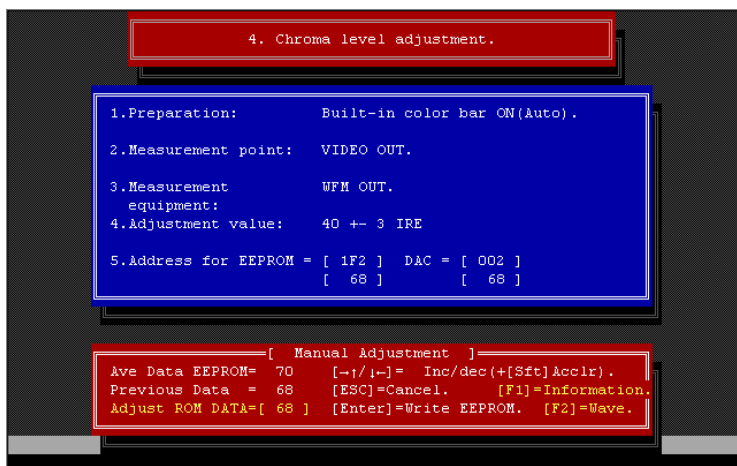 4. Chroma level adjustment.
1.Preparation: Built-in color bar ON(Auto).
2.Measurement point: VIDEO OUT.
3.Measurement WFM OUT.
equipment:
4.Adjustment value: 40 +- 3 IRE
5.Address for EEPROM = [ 1F2 ] DAC = [ 002 ]
[ 68 ] [ 68 ]
[ Manual Adjustment ]
Ave Data EEPROM= 70 [→↑/↓←]= Inc/dec(+[Sft]Acclr).
Previous Data = 68 [ESC]=Cancel. [F1]=Information.
Adjust ROM DATA=[ 68 ] [Enter]=Write EEPROM. [F2]=Wave.